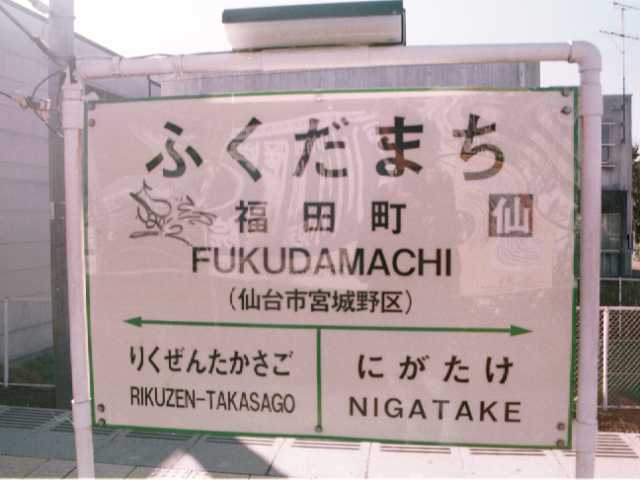 ふくだまち
福田町 仙
FUKUDAMACHI
(仙台市宮城野区)
りくぜんたかさご にがたけ
RIKUZEN-TAKASAGO NIGATAKE